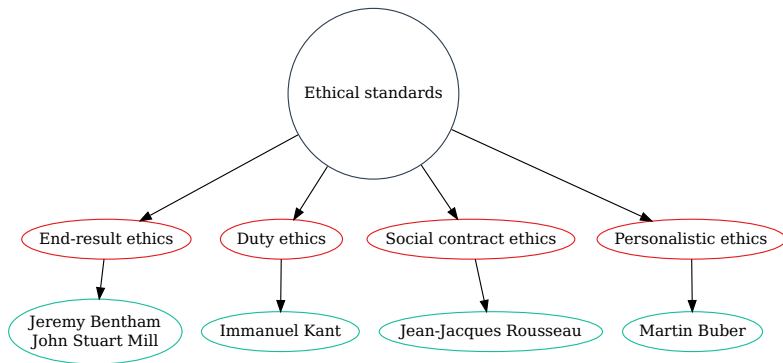 Ethical standards
End-result ethics
Duty ethics
Social contract ethics
Personalistic ethics
Jeremy Bentham
John Stuart Mill
Immanuel Kant
Jean-Jacques Rousseau
Martin Buber